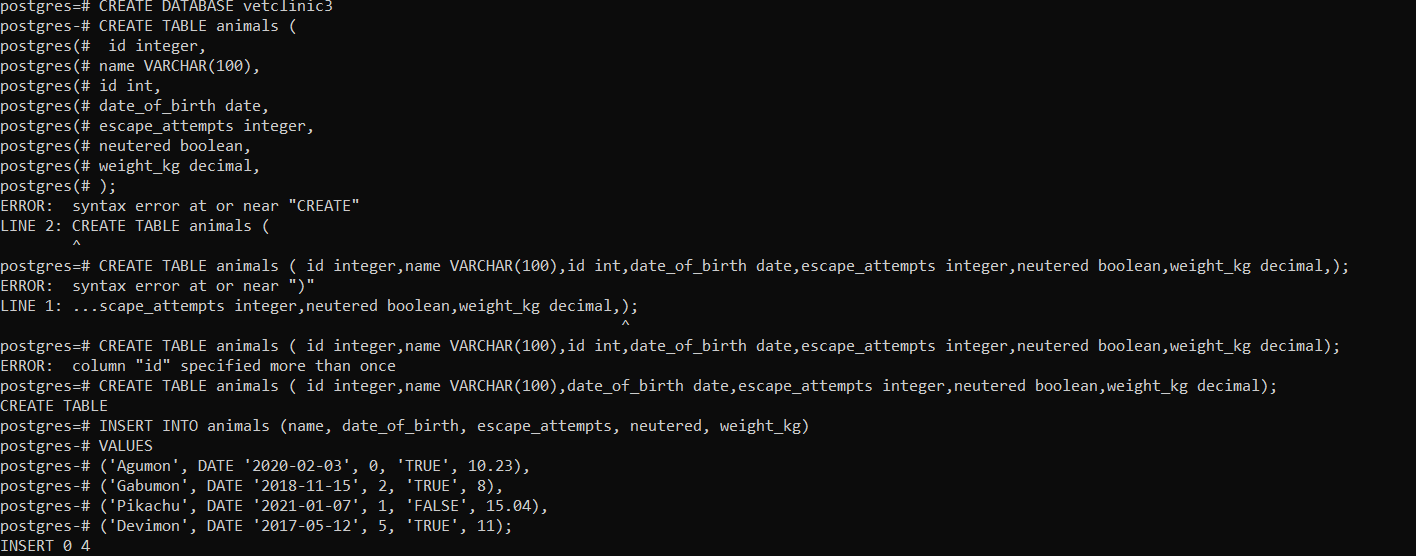 postgres=# CREATE DATABASE vetclinic3
postgres-# CREATE TABLE animals (
postgres(#  id integer,
postgres(# name VARCHAR(100),
postgres(# id int,
postgres(# date_of_birth date,
postgres(# escape_attempts integer,
postgres(# neutered boolean,
postgres(# weight_kg decimal,
postgres(# );
ERROR:  syntax error at or near "CREATE"
LINE 2: CREATE TABLE animals (
        ^
postgres=# CREATE TABLE animals ( id integer,name VARCHAR(100),id int,date_of_birth date,escape_attempts integer,neutered boolean,weight_kg decimal,);
ERROR:  syntax error at or near ")"
LINE 1: ...scape_attempts integer,neutered boolean,weight_kg decimal,);
                                                                     ^
postgres=# CREATE TABLE animals ( id integer,name VARCHAR(100),id int,date_of_birth date,escape_attempts integer,neutered boolean,weight_kg decimal);
ERROR:  column "id" specified more than once
postgres=# CREATE TABLE animals ( id integer,name VARCHAR(100),date_of_birth date,escape_attempts integer,neutered boolean,weight_kg decimal);
CREATE TABLE
postgres=# INSERT INTO animals (name, date_of_birth, escape_attempts, neutered, weight_kg)
postgres-# VALUES
postgres-# ('Agumon', DATE '2020-02-03', 0, 'TRUE', 10.23),
postgres-# ('Gabumon', DATE '2018-11-15', 2, 'TRUE', 8),
postgres-# ('Pikachu', DATE '2021-01-07', 1, 'FALSE', 15.04),
postgres-# ('Devimon', DATE '2017-05-12', 5, 'TRUE', 11);
INSERT 0 4